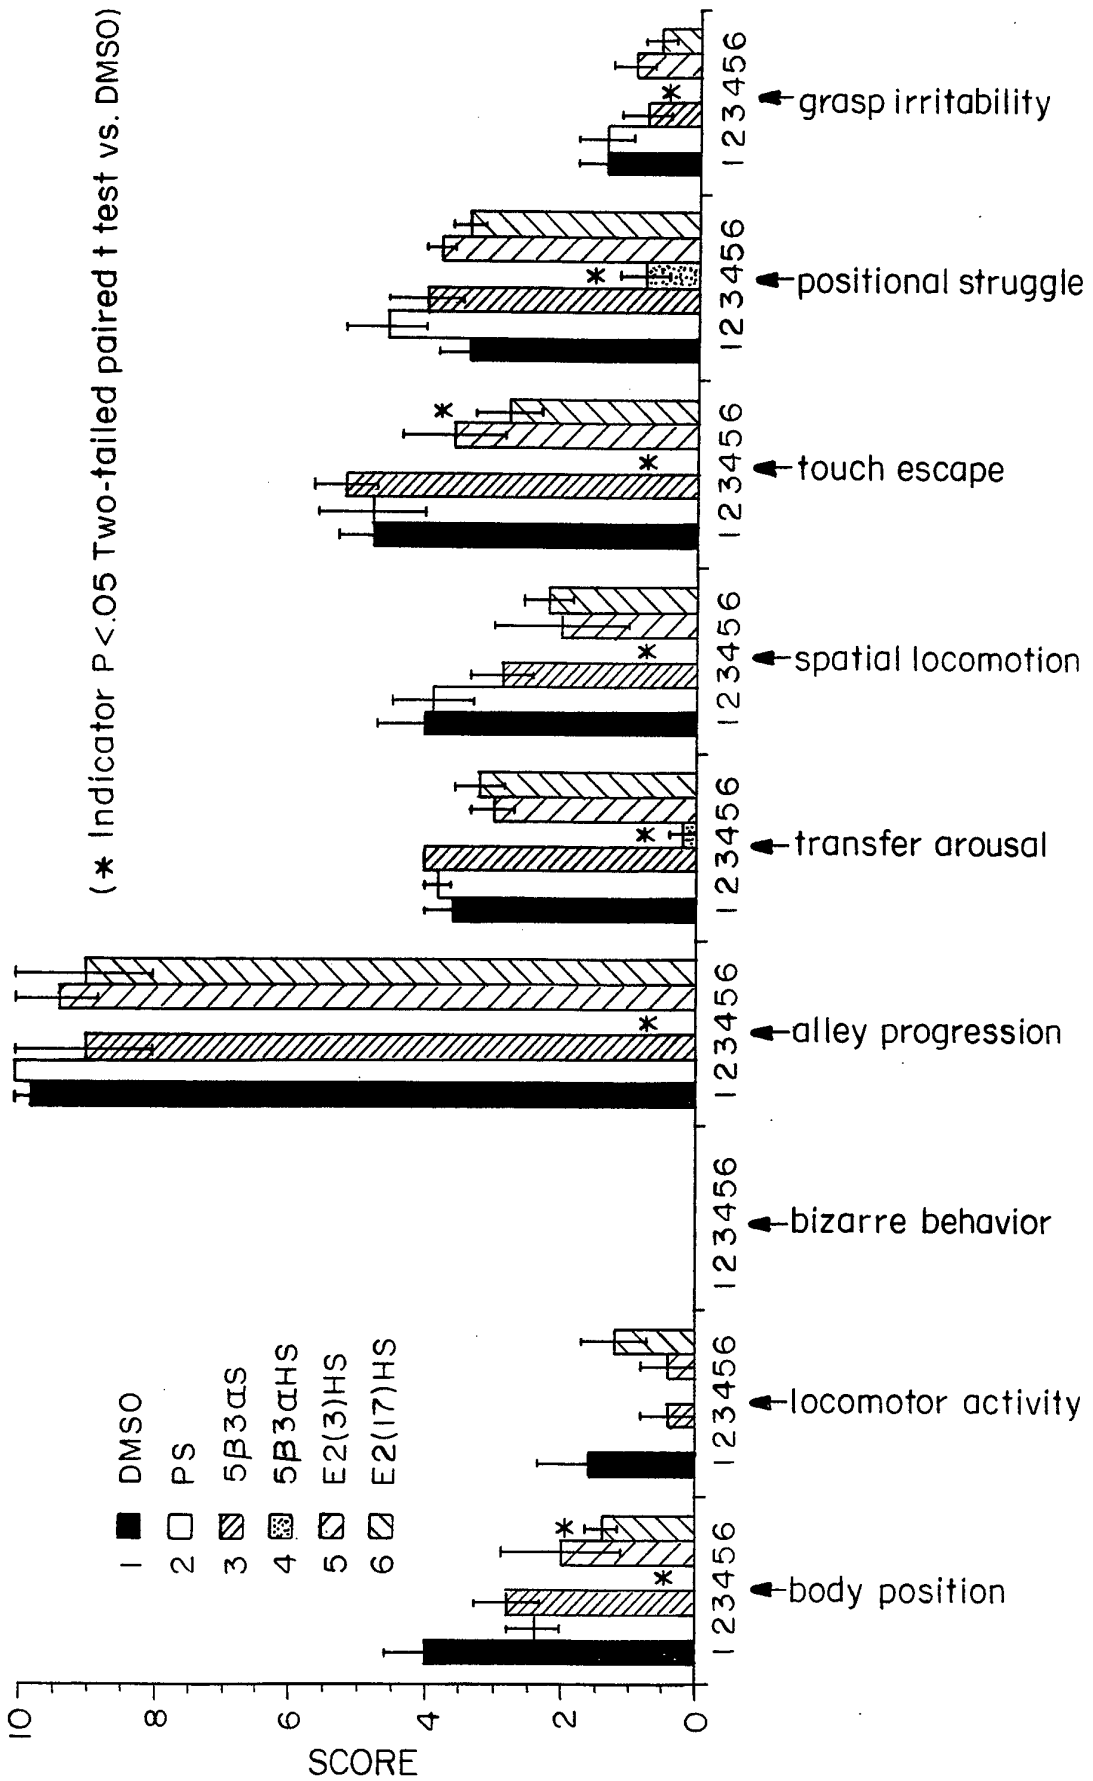 (* Indicator P <.05 Two-tailed paired t test vs. DMSO)
1 DMSO
2 PS
3 5β3αS
4 5β3αHS
5 E2(3)HS
6 E2(17)HS
SCORE
10
8
6
4
2
0
123456 123456 123456 123456 123456 123456 123456 123456 123456
body position
locomotor activity
bizarre behavior
alley progression
transfer arousal
spatial locomotion
touch escape
positional struggle
grasp irritability
* * * * * * * * *